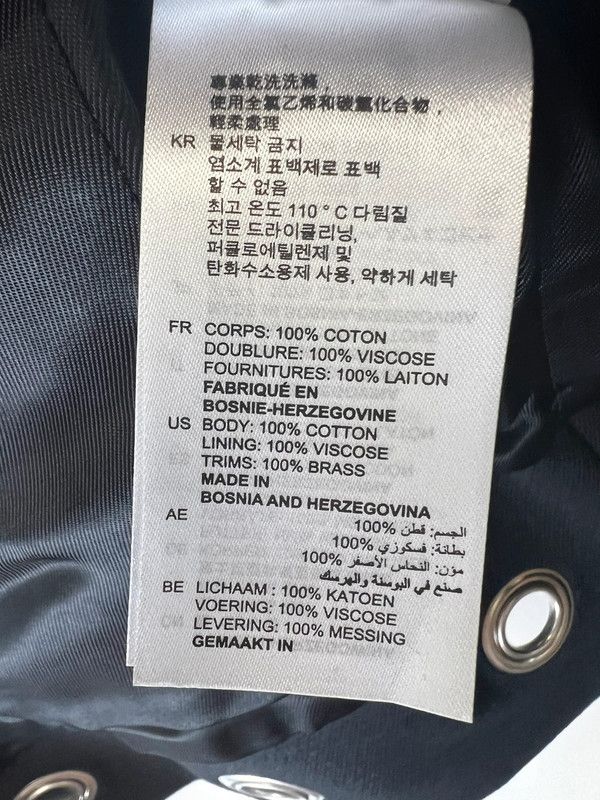 專業乾洗洗滌，
使用全氯乙烯和碳氫化合物，
輕柔處理
KR 물세탁 금지
염소계 표백제로 표백
할 수 없음
최고 온도 110 ° C 다림질
전문 드라이클리닝,
퍼클로에틸렌제 및
탄화수소용제 사용, 약하게 세탁
FR CORPS: 100% COTON
DOUBLURE: 100% VISCOSE
FOURNITURES: 100% LAITON
FABRIQUÉ EN
BOSNIE-HERZEGOVINE
US BODY: 100% COTTON
LINING: 100% VISCOSE
TRIMS: 100% BRASS
MADE IN
BOSNIA AND HERZEGOVINA
AE الجسم: قطن 100%
بطانة: فسكوزي 100%
مؤن: النحاس الأصفر 100%
صنع في البوسنة والهرسك
BE LICHAAM : 100% KATOEN
VOERING: 100% VISCOSE
LEVERING: 100% MESSING
GEMAAKT IN